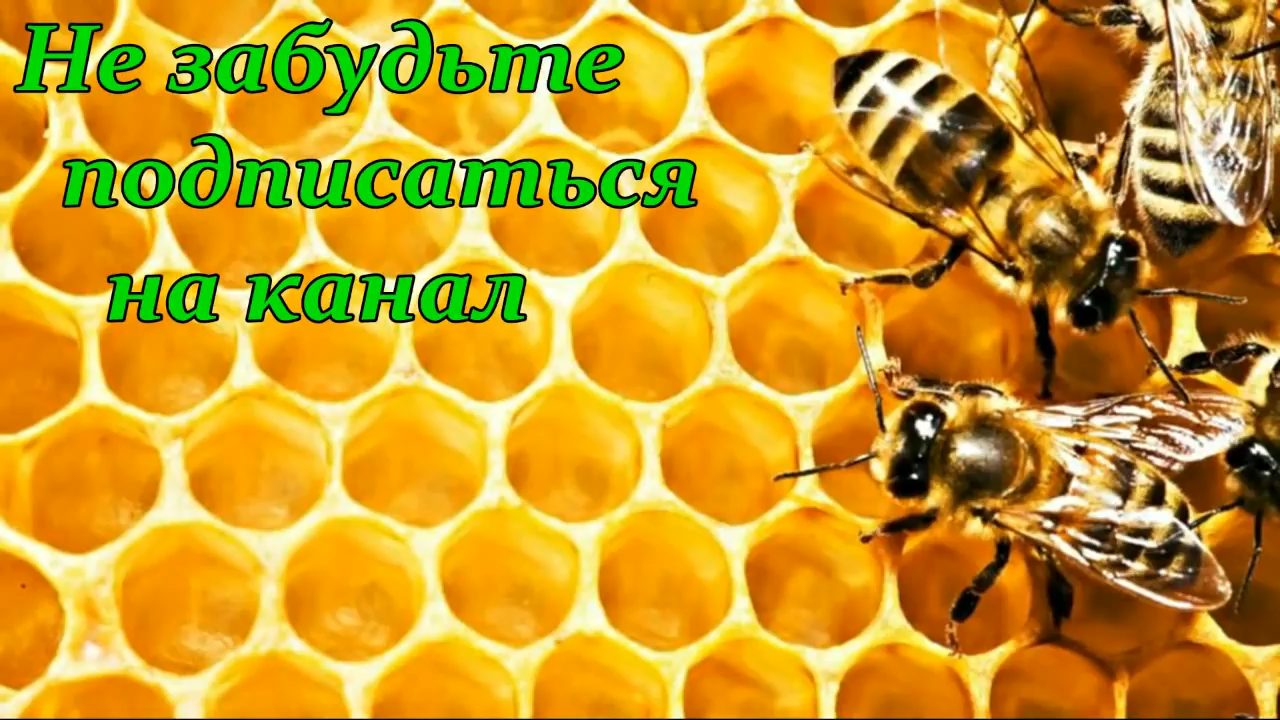 Не забудьте
подписаться
на канал